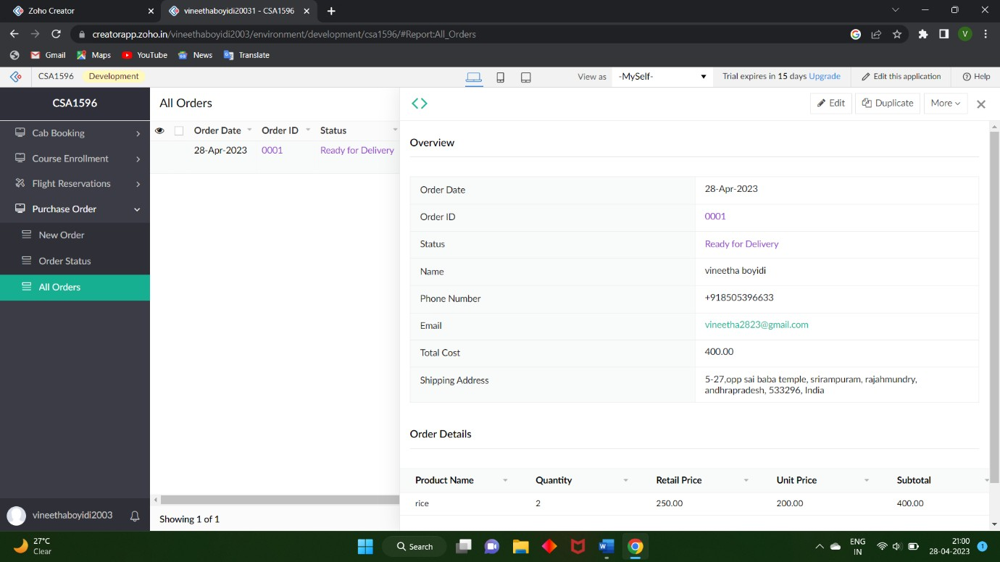 Zoho Creator
vineethaboyidi20031 - CSA1596
creatorapp.zoho.in/vineethaboyidi2003/environment/development/csa1596/#Report:All_Orders
V
Gmail Maps YouTube News Translate
CSA1596 Development View as -MySelf- Trial expires in 15 days Upgrade Edit this application Help
CSA1596
Cab Booking
Course Enrollment
Flight Reservations
Purchase Order
New Order
Order Status
All Orders
vineethaboyidi2003
All Orders
Order Date Order ID Status
28-Apr-2023 0001 Ready for Delivery
Showing 1 of 1
Edit Duplicate More
Overview
Order Date 28-Apr-2023
Order ID 0001
Status Ready for Delivery
Name vineetha boyidi
Phone Number +918505396633
Email vineetha2823@gmail.com
Total Cost 400.00
Shipping Address 5-27,opp sai baba temple, srirampuram, rajahmundry,
andhrapradesh, 533296, India
Order Details
Product Name Quantity Retail Price Unit Price Subtotal
rice 2 250.00 200.00 400.00
27°C
Clear
Search
ENG
IN
21:00
28-04-2023
1